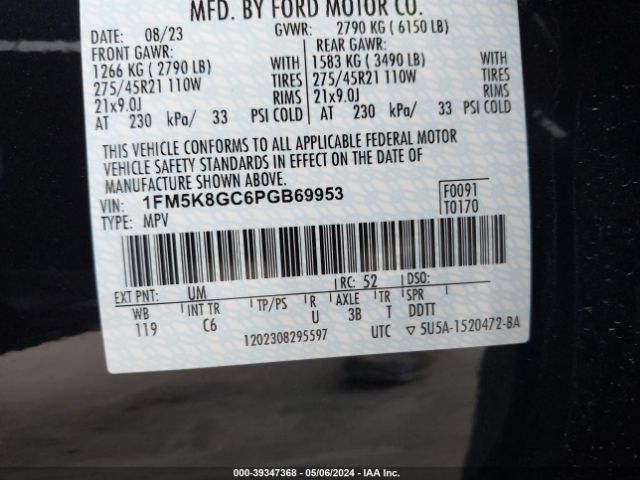 MFD. BY FORD MOTOR CO.
DATE: 08/23 GVWR: 2790 KG (6150 LB)
FRONT GAWR: REAR GAWR:
1266 KG (2790 LB) WITH 1583 KG (3490 LB) WITH
275/45R21 110W TIRES 275/45R21 110W TIRES
21x9.0J RIMS 21x9.0J RIMS
AT 230 kPa/ 33 PSI COLD AT 230 kPa/ 33 PSI COLD
THIS VEHICLE CONFORMS TO ALL APPLICABLE FEDERAL MOTOR
VEHICLE SAFETY STANDARDS IN EFFECT ON THE DATE OF
MANUFACTURE SHOWN ABOVE.
VIN: 1FM5K8GC6PGB69953 F0091
TYPE: MPV T0170
EXT PNT: UM RC: 52 DSO:
WB INT TR TP/PS R AXLE TR SPR
119 C6 U 3B T DDTT
1202308295597 UTC ▽ 5U5A-1520472-BA
000-39347368 - 05/06/2024 - IAAI.COM